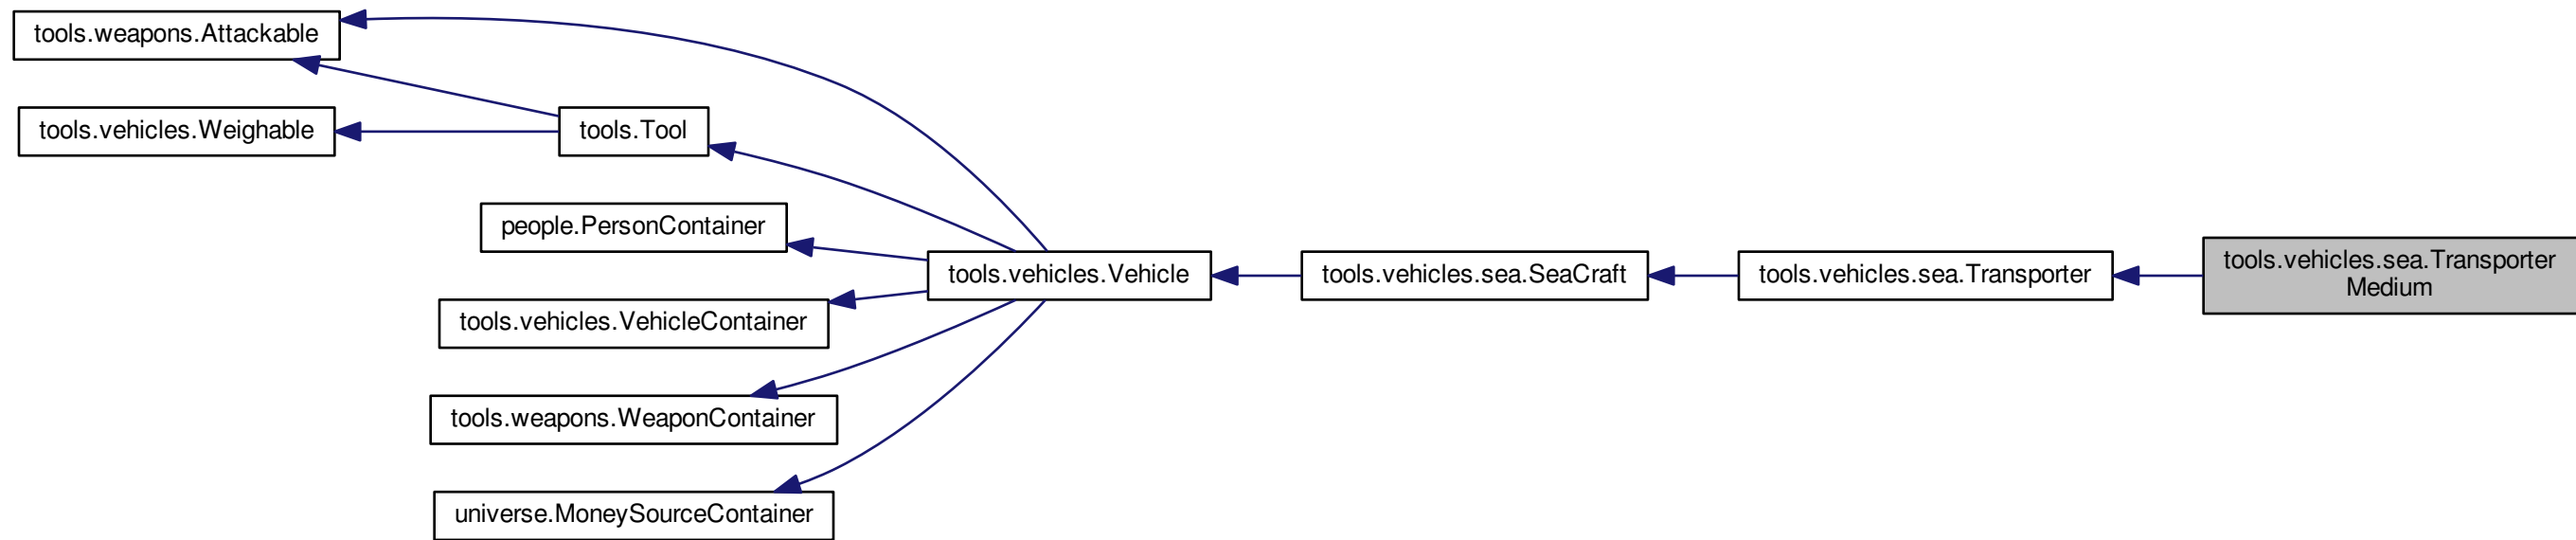 tools.weapons.Attackable
tools.vehicles.Weighable
tools.Tool
people.PersonContainer
tools.vehicles.VehicleContainer
tools.weapons.WeaponContainer
universe.MoneySourceContainer
tools.vehicles.Vehicle
tools.vehicles.sea.SeaCraft
tools.vehicles.sea.Transporter
tools.vehicles.sea.Transporter
Medium